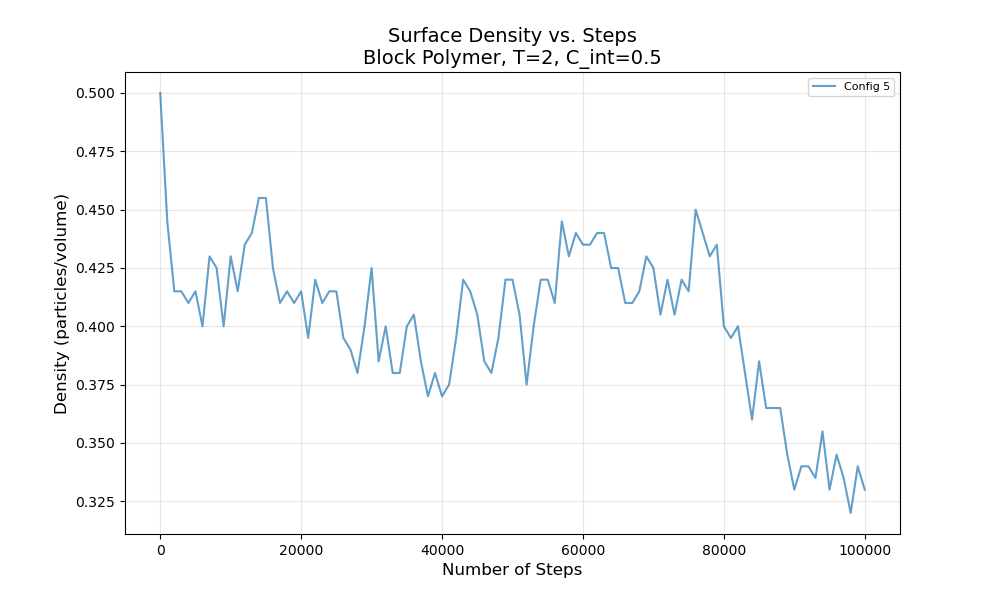 Surface Density vs. Steps
Block Polymer, T=2, C_int=0.5
Config 5
Density (particles/volume)
0.500
0.475
0.450
0.425
0.400
0.375
0.350
0.325
0
20000
40000
60000
80000
100000
Number of Steps